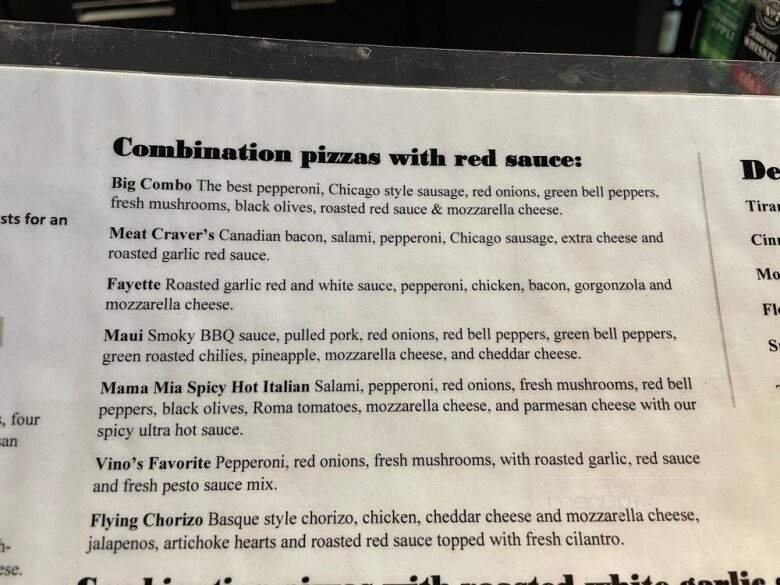 Combination pizzas with red sauce:
Big Combo The best pepperoni, Chicago style sausage, red onions, green bell peppers,
fresh mushrooms, black olives, roasted red sauce & mozzarella cheese.
Meat Craver's Canadian bacon, salami, pepperoni, Chicago sausage, extra cheese and
roasted garlic red sauce.
Fayette Roasted garlic red and white sauce, pepperoni, chicken, bacon, gorgonzola and
mozzarella cheese.
Maui Smoky BBQ sauce, pulled pork, red onions, red bell peppers, green bell peppers,
green roasted chilies, pineapple, mozzarella cheese, and cheddar cheese.
Mama Mia Spicy Hot Italian Salami, pepperoni, red onions, fresh mushrooms, red bell
peppers, black olives, Roma tomatoes, mozzarella cheese, and parmesan cheese with our
spicy ultra hot sauce.
Vino's Favorite Pepperoni, red onions, fresh mushrooms, with roasted garlic, red sauce
and fresh pesto sauce mix.
Flying Chorizo Basque style chorizo, chicken, cheddar cheese and mozzarella cheese,
jalapenos, artichoke hearts and roasted red sauce topped with fresh cilantro.
Combination pizzas with roasted white garlic
sts for an
, four
De
Tira
Cin
Mo
Fl
WHISKEY